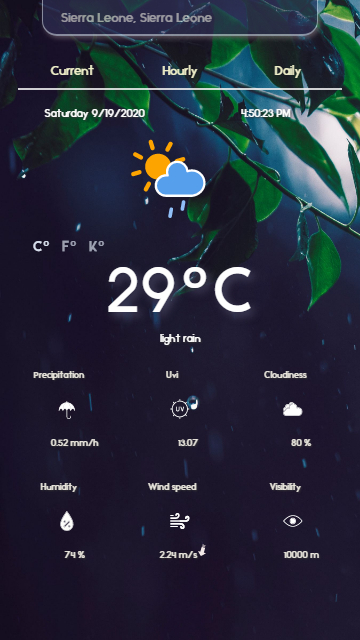 Sierra Leone, Sierra Leone
Current Hourly Daily
Saturday 9/19/2020 4:50:23 PM
C° F° K°
29°C
light rain
Precipitation Uvi Cloudiness
UV
0.52 mm/h 13.07 80 %
Humidity Wind speed Visibility
74 % 2.24 m/s 10000 m